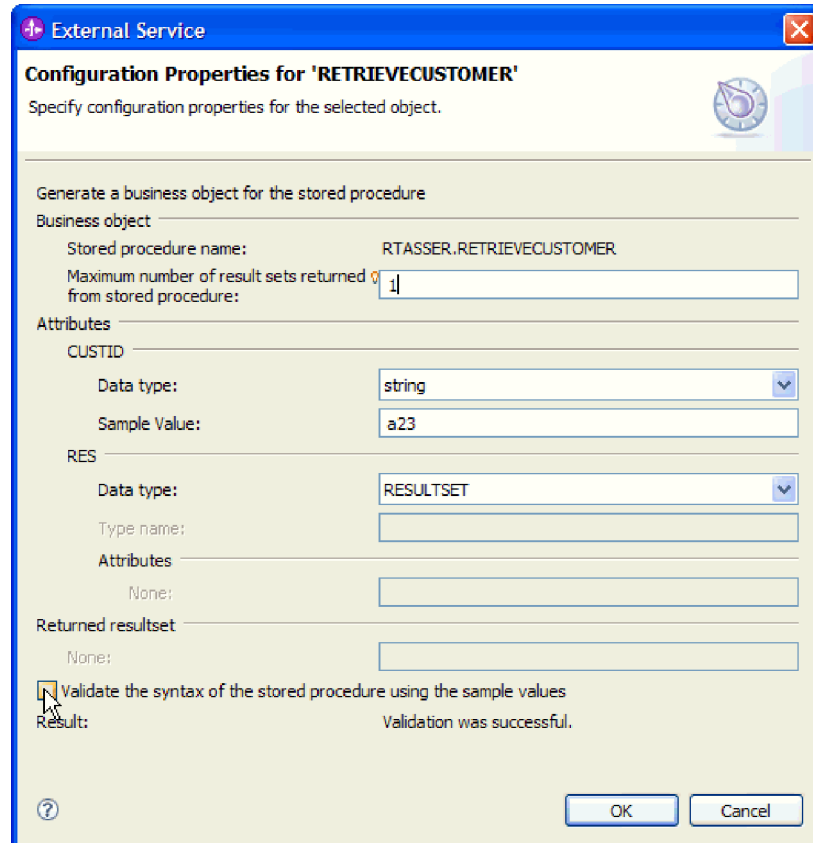 External Service
Configuration Properties for 'RETRIEVECUSTOMER'
Specify configuration properties for the selected object.
Generate a business object for the stored procedure
Business object
Stored procedure name: RTASSER.RETRIEVECUSTOMER
Maximum number of result sets returned
from stored procedure: 1
Attributes
CUSTID
Data type: string
Sample Value: a23
RES
Data type: RESULTSET
Type name:
Attributes
None:
Returned resultset
None:
Validate the syntax of the stored procedure using the sample values
Result: Validation was successful.
? OK Cancel